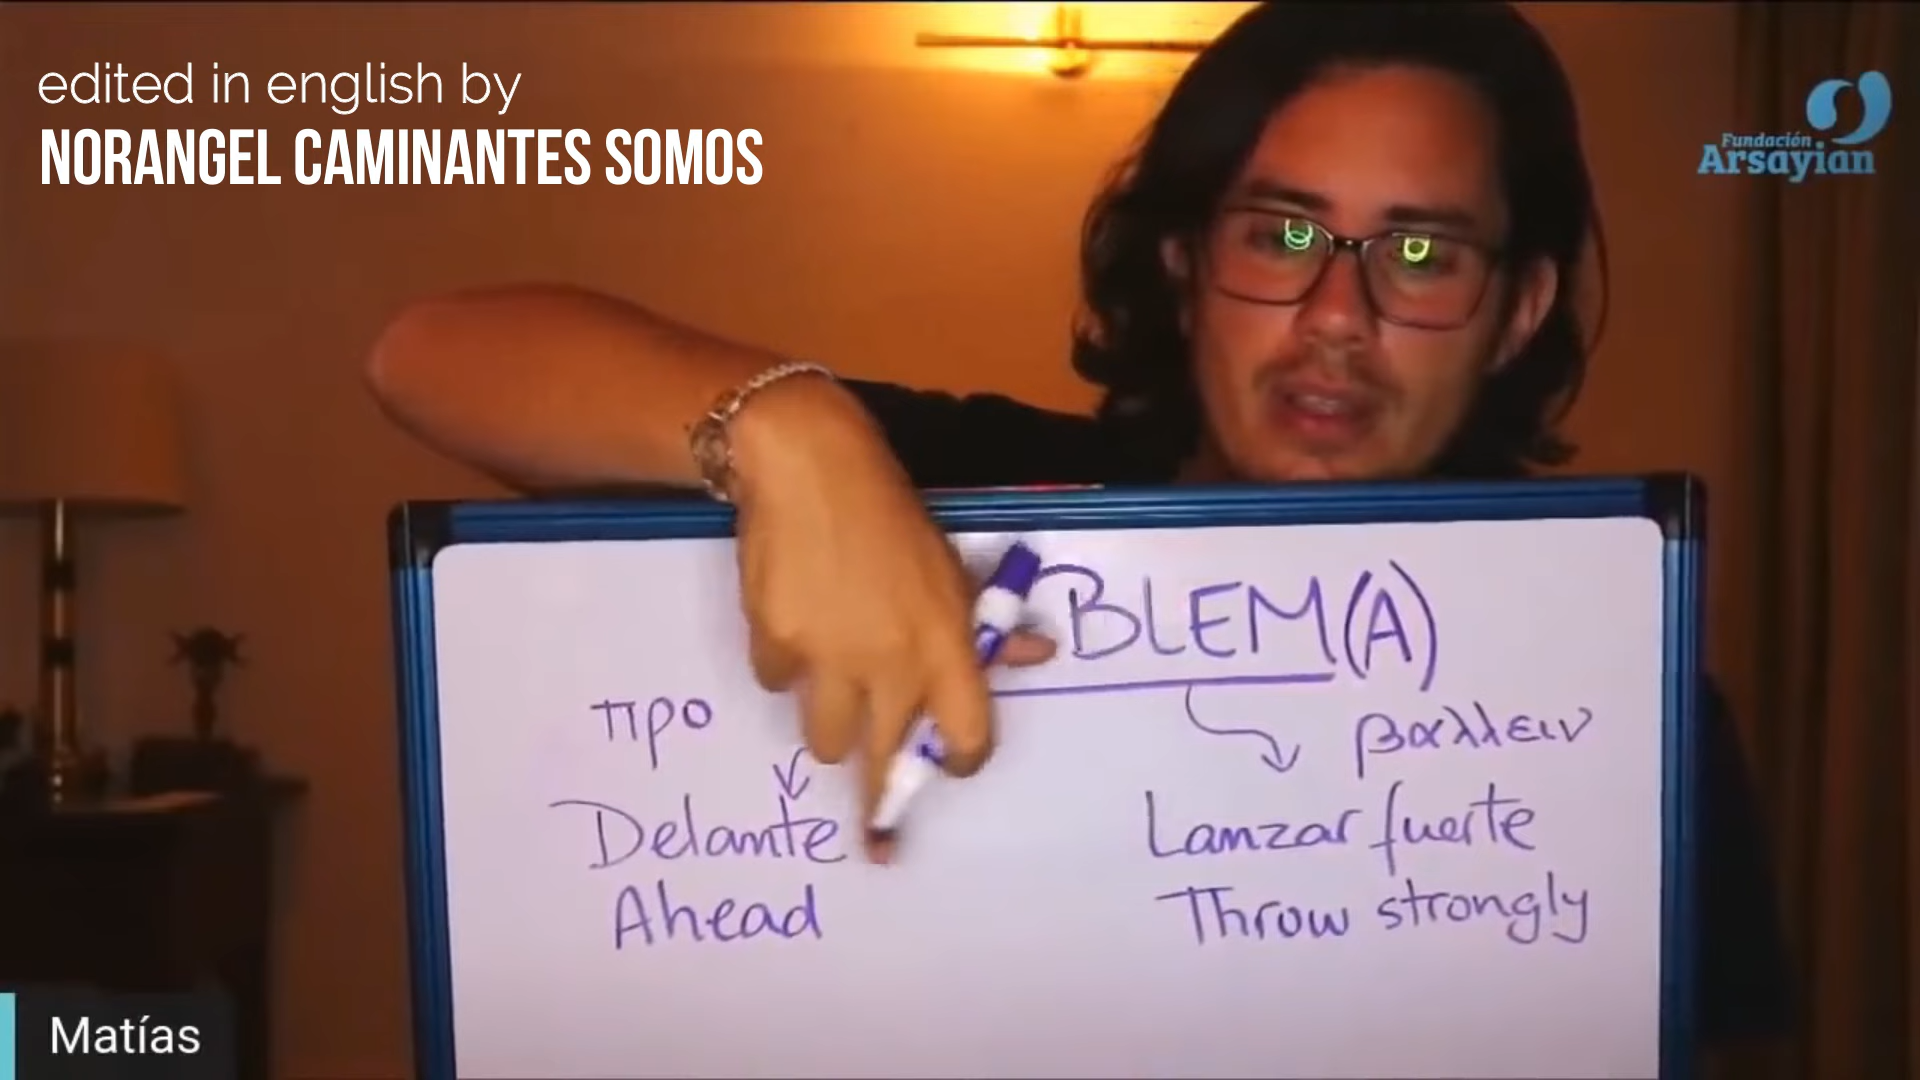 edited in english by
NORANGEL CAMINANTES SOMOS
Fundación
Arsayian
BLEM(A)
προ
βαλλειν
Delante
Lanzar fuerte
Ahead
Throw strongly
Matías